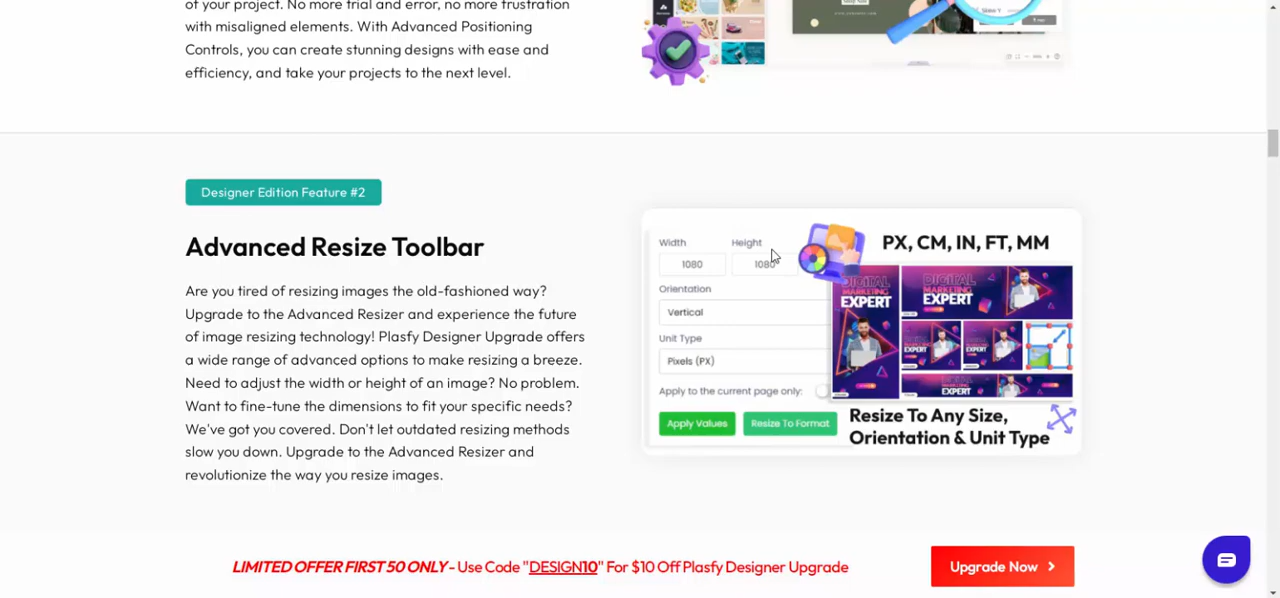 of your project. No more trial and error, no more frustration
with misaligned elements. With Advanced Positioning
Controls, you can create stunning designs with ease and
efficiency, and take your projects to the next level.
Designer Edition Feature #2
Advanced Resize Toolbar
Are you tired of resizing images the old-fashioned way?
Upgrade to the Advanced Resizer and experience the future
of image resizing technology! Plasfy Designer Upgrade offers
a wide range of advanced options to make resizing a breeze.
Need to adjust the width or height of an image? No problem.
Want to fine-tune the dimensions to fit your specific needs?
We've got you covered. Don't let outdated resizing methods
slow you down. Upgrade to the Advanced Resizer and
revolutionize the way you resize images.
Width Height
1080 1080
Orientation
Vertical
Unit Type
Pixels (PX)
Apply to the current page only:
Apply Values Resize To Format
PX, CM, IN, FT, MM
DIGITAL
MARKETING
EXPERT
DIGITAL
MARKETING
EXPERT
EXPERT
EXPERT
Resize To Any Size,
Orientation & Unit Type
LIMITED OFFER FIRST 50 ONLY - Use Code "DESIGN10" For $10 Off Plasfy Designer Upgrade
Upgrade Now